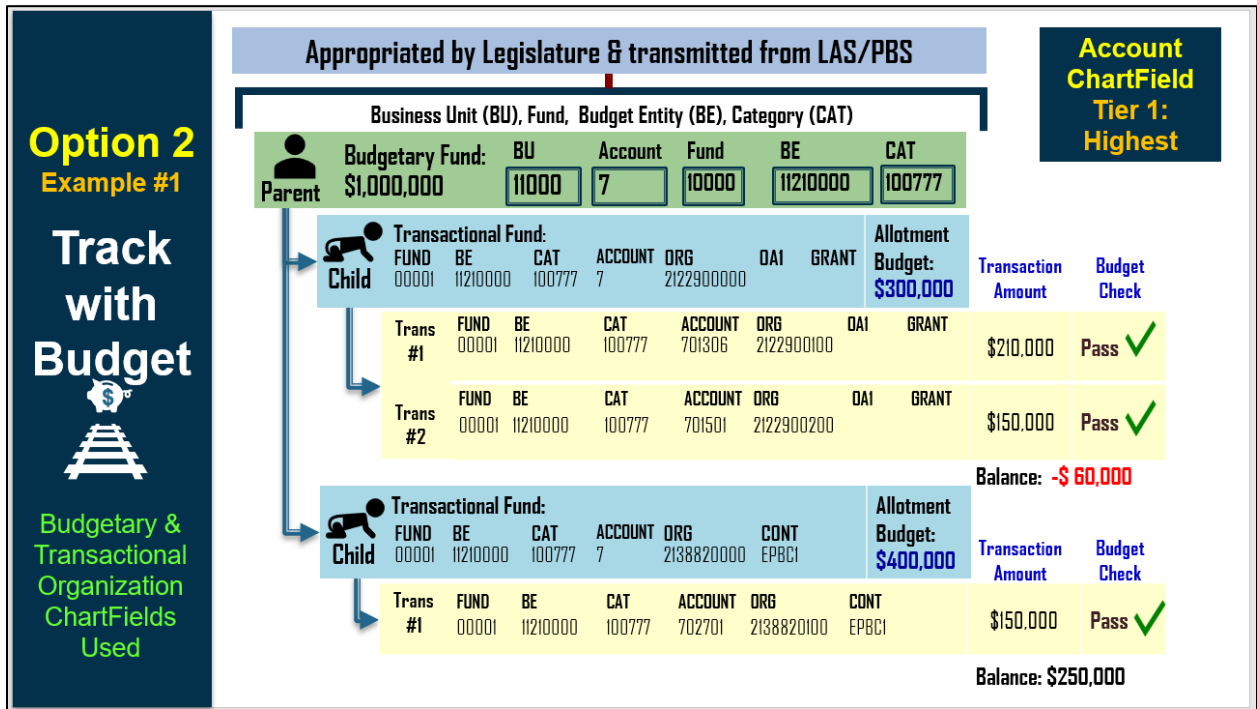 Option 2
Example #1
Track
with
Budget
$
Budgetary &
Transactional
Organization
ChartFields
Used
Appropriated by Legislature & transmitted from LAS/PBS
Account
ChartField
Tier 1:
Highest
Business Unit (BU), Fund, Budget Entity (BE), Category (CAT)
Parent
Budgetary Fund: BU Account Fund BE CAT
$1,000,000 11000 7 10000 11210000 100777
Child
Transactional Fund:
FUND BE CAT ACCOUNT ORG OA1 GRANT
00001 11210000 100777 7 2122900000
Allotment
Budget:
$300,000
Transaction
Amount
Budget
Check
Trans
#1
FUND BE CAT ACCOUNT ORG OA1 GRANT
00001 11210000 100777 701306 2122900100
$210,000 Pass
Trans
#2
FUND BE CAT ACCOUNT ORG OA1 GRANT
00001 11210000 100777 701501 2122900200
$150,000 Pass
Balance: -$ 60,000
Child
Transactional Fund:
FUND BE CAT ACCOUNT ORG CONT
00001 11210000 100777 7 2138820000 EPBC1
Allotment
Budget:
$400,000
Transaction
Amount
Budget
Check
Trans
#1
FUND BE CAT ACCOUNT ORG CONT
00001 11210000 100777 702701 2138820100 EPBC1
$150,000 Pass
Balance: $250,000